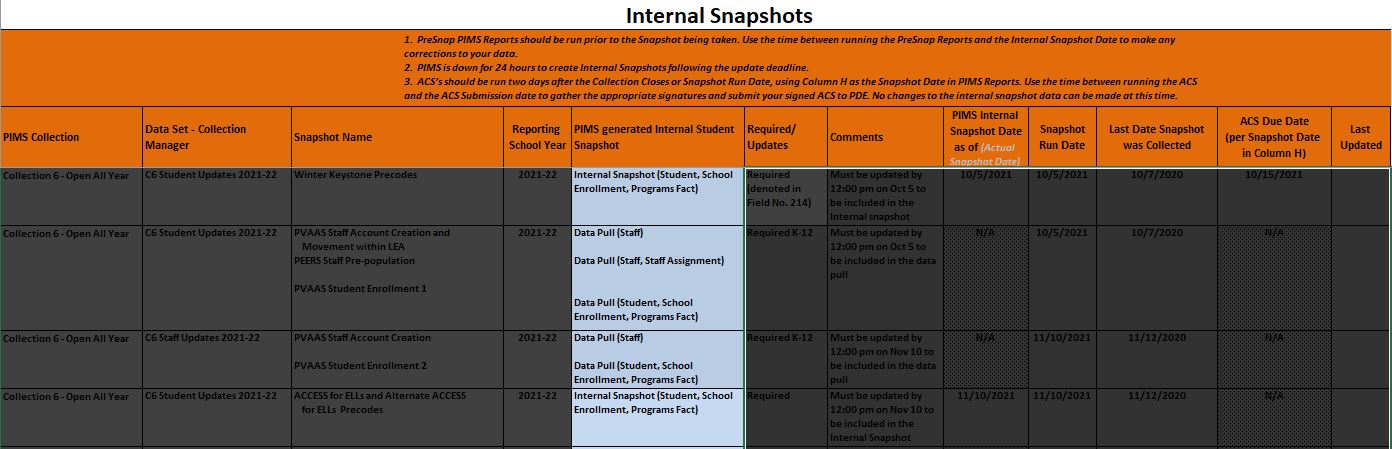 Internal Snapshots
1. PreSnap PIMS Reports should be run prior to the Snapshot being taken. Use the time between running the PreSnap Reports and the Internal Snapshot Date to make any
corrections to your data.
2. PIMS is down for 24 hours to create Internal Snapshots following the update deadline.
3. ACS's should be run two days after the Collection Closes or Snapshot Run Date, using Column H as the Snapshot Date in PIMS Reports. Use the time between running the ACS
and the ACS Submission date to gather the appropriate signatures and submit your signed ACS to PDE. No changes to the internal snapshot data can be made at this time.
PIMS Collection
Data Set - Collection
Manager
Snapshot Name
Reporting
School Year
PIMS generated Internal Student
Snapshot
Required/
Updates
Comments
PIMS Internal
Snapshot Date
as of (Actual
Snapshot Date)
Snapshot
Run Date
Last Date Snapshot
was Collected
ACS Due Date
(per Snapshot Date
in Column H)
Last
Updated
Collection 6 - Open All Year
C6 Student Updates 2021-22
Winter Keystone Precodes
2021-22
Internal Snapshot (Student, School
Enrollment, Programs Fact)
Required
(denoted in
Field No. 214)
Must be updated by
12:00 pm on Oct 5 to
be included in the
Internal snapshot
10/5/2021
10/5/2021
10/7/2020
10/15/2021
Collection 6 - Open All Year
C6 Student Updates 2021-22
PVAAS Staff Account Creation and
Movement within LEA
PEERS Staff Pre-population
PVAAS Student Enrollment 1
2021-22
Data Pull (Staff)
Data Pull (Staff, Staff Assignment)
Data Pull (Student, School
Enrollment, Programs Fact)
Required K-12
Must be updated by
12:00 pm on Oct 5 to
be included in the data
pull
N/A
10/5/2021
10/7/2020
N/A
Collection 6 - Open All Year
C6 Staff Updates 2021-22
PVAAS Staff Account Creation
PVAAS Student Enrollment 2
2021-22
Data Pull (Staff)
Data Pull (Student, School
Enrollment, Programs Fact)
Required K-12
Must be updated by
12:00 pm on Nov 10 to
be included in the data
pull
N/A
11/10/2021
11/12/2020
N/A
Collection 6 - Open All Year
C6 Student Updates 2021-22
ACCESS for ELLs and Alternate ACCESS
for ELLs Precodes
2021-22
Internal Snapshot (Student, School
Enrollment, Programs Fact)
Required
Must be updated by
12:00 pm on Nov 10 to
be included in the
Internal Snapshot
11/10/2021
11/10/2021
11/12/2020
N/A